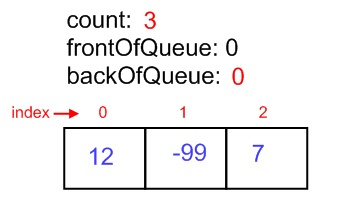 count: 3
frontOfQueue: 0
backOfQueue: 0
index 0 1 2
12 -99 7